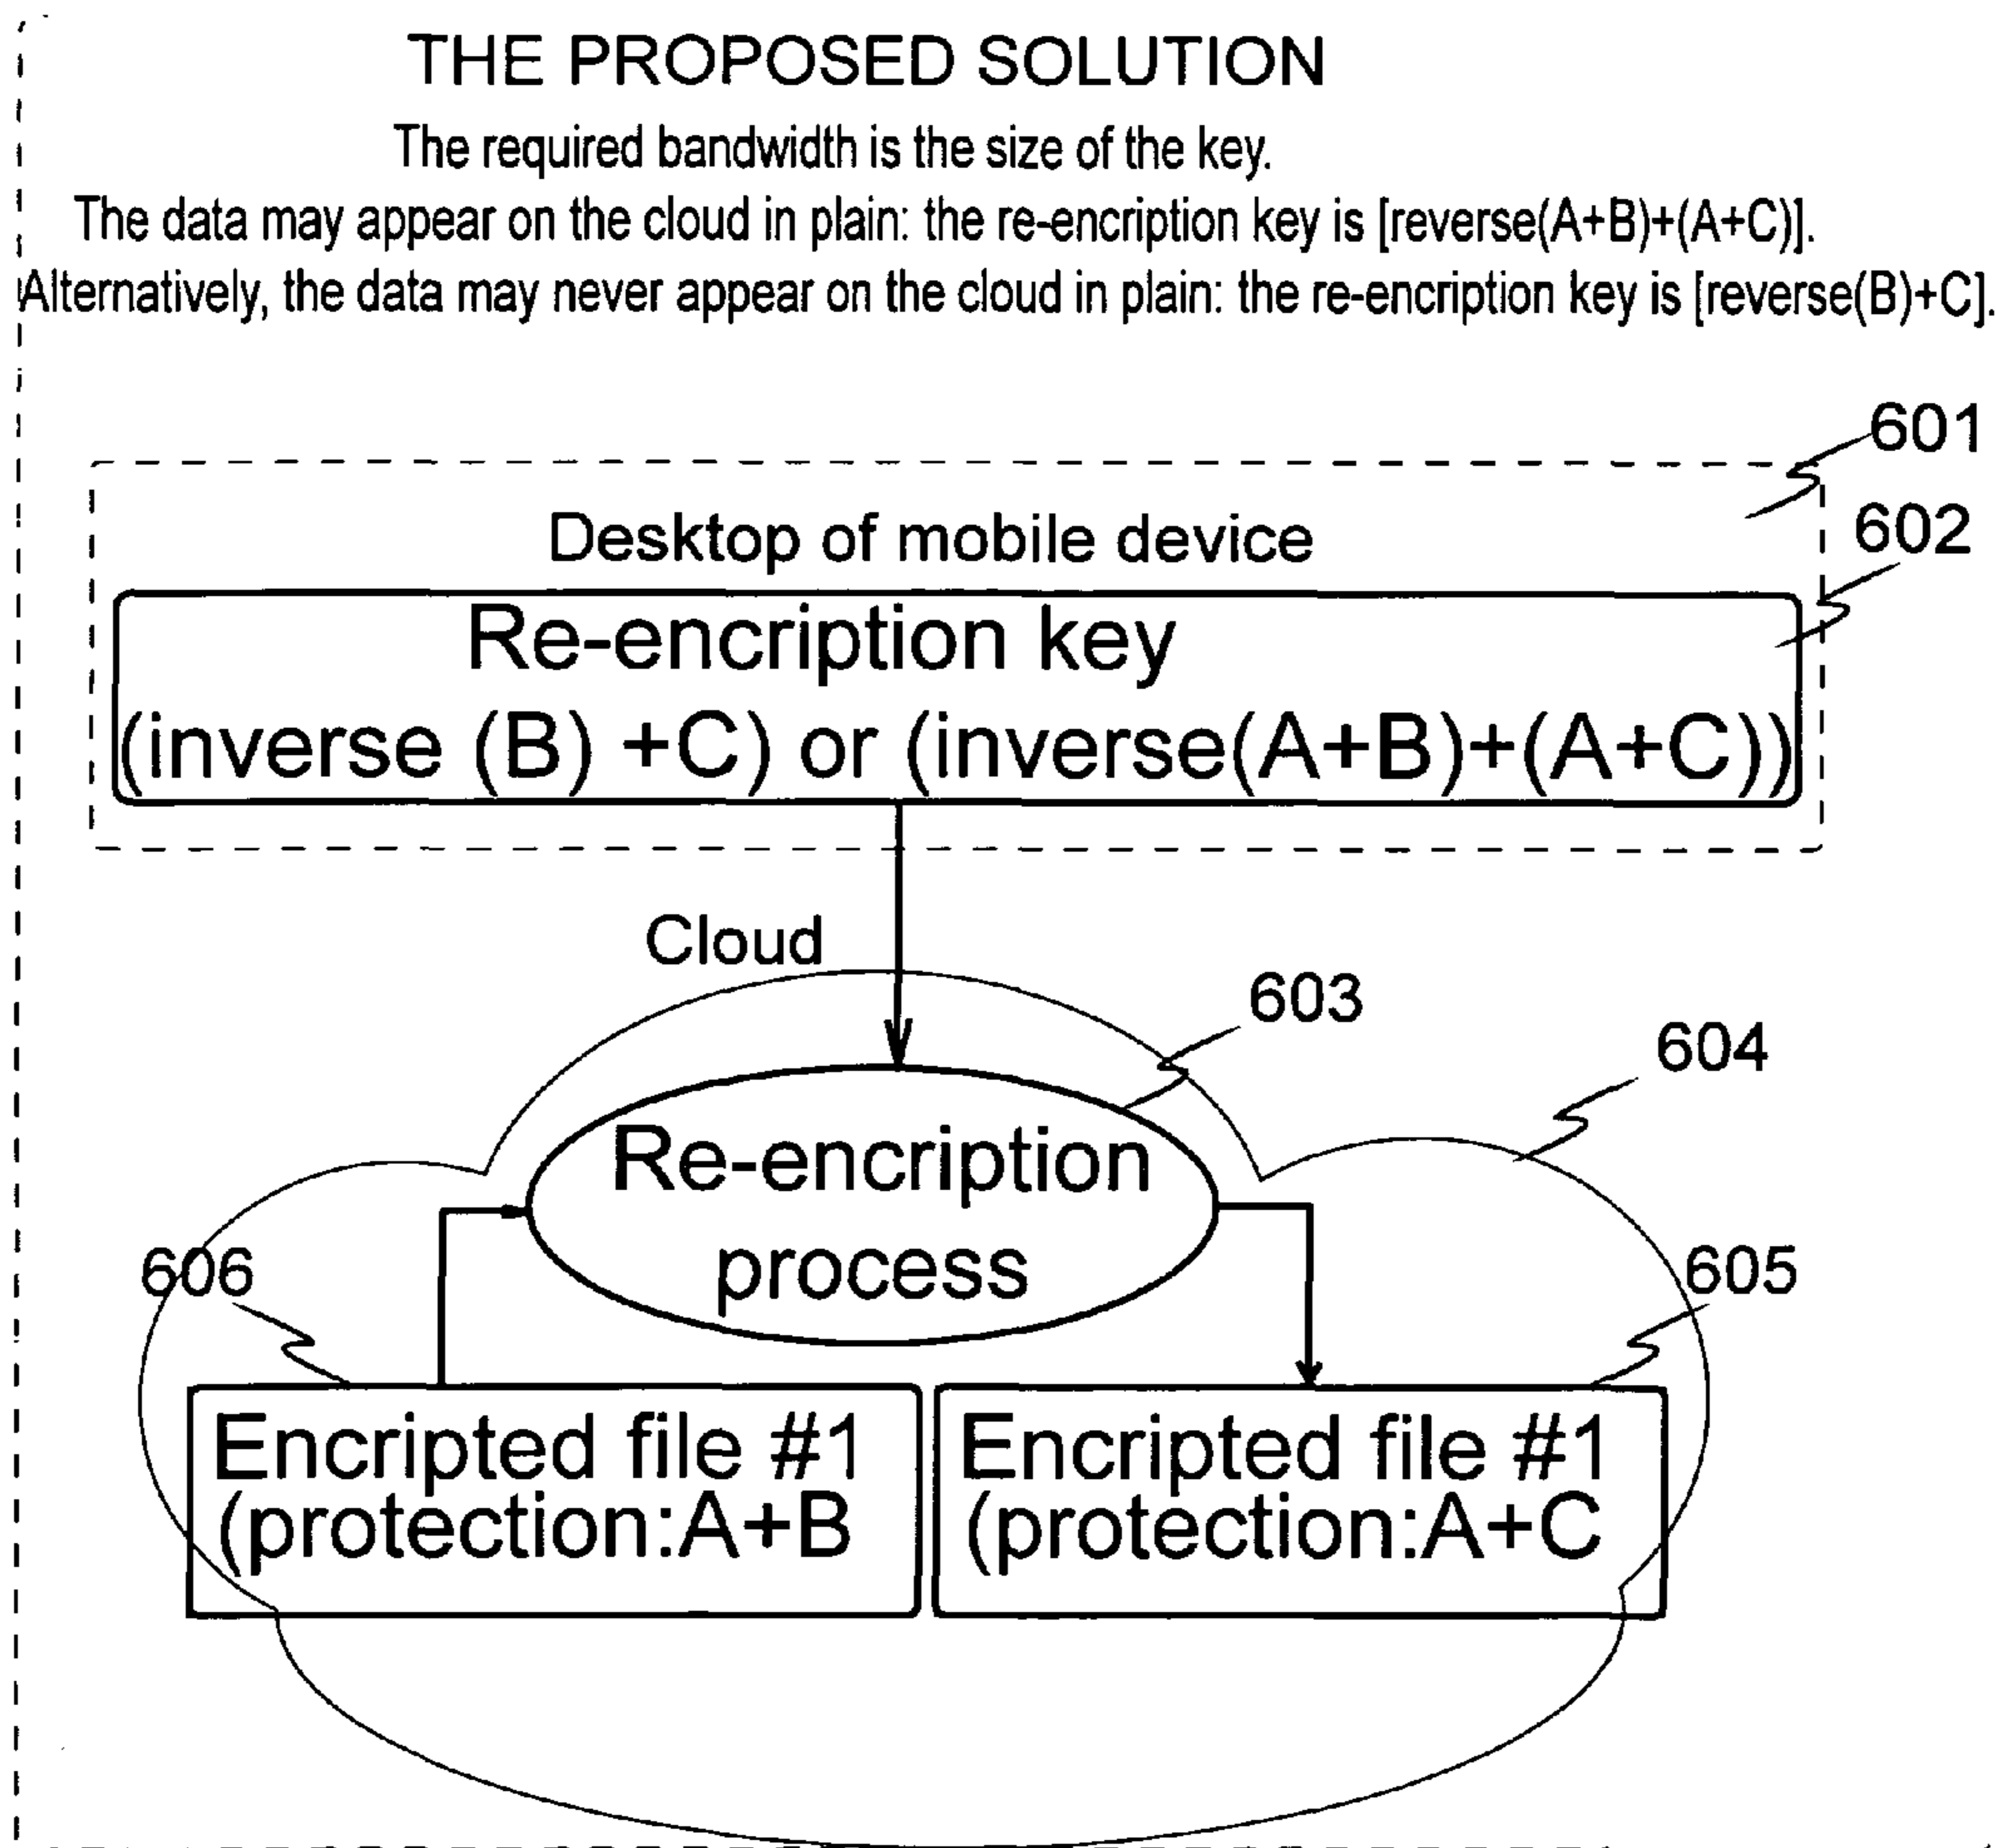 THE PROPOSED SOLUTION
The required bandwidth is the size of the key.
The data may appear on the cloud in plain: the re-encription key is [reverse(A+B)+(A+C)].
Alternatively, the data may never appear on the cloud in plain: the re-encription key is [reverse(B)+C].
601
Desktop of mobile device
602
Re-encription key
(inverse (B) +C) or (inverse(A+B)+(A+C))
Cloud
603
604
Re-encription
process
606
605
Encripted file #1
(protection:A+B
Encripted file #1
(protection:A+C